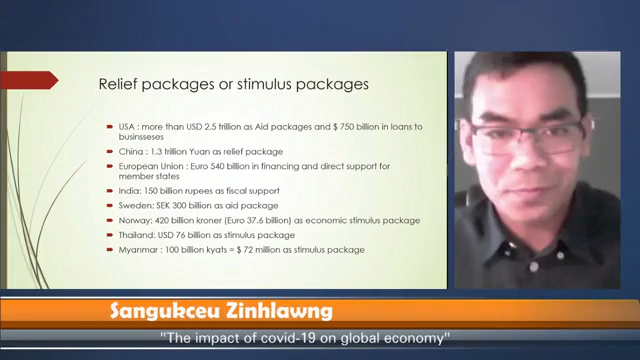 Relief packages or stimulus packages
USA : more than USD 2.5 trillion as Aid packages and $ 750 billion in loans to
businsseses
China : 1.3 trillion Yuan as relief package
European Union : Euro 540 billion in financing and direct support for
member states
India: 150 billion rupees as fiscal support
Sweden: SEK 300 billion as aid package
Norway: 420 billion kroner (Euro 37.6 billion) as economic stimulus package
Thailand: USD 76 billion as stimulus package
Myanmar : 100 billion kyats = $ 72 million as stimulus package
Sangukceu Zinhlawng
"The impact of covid-19 on global economy"